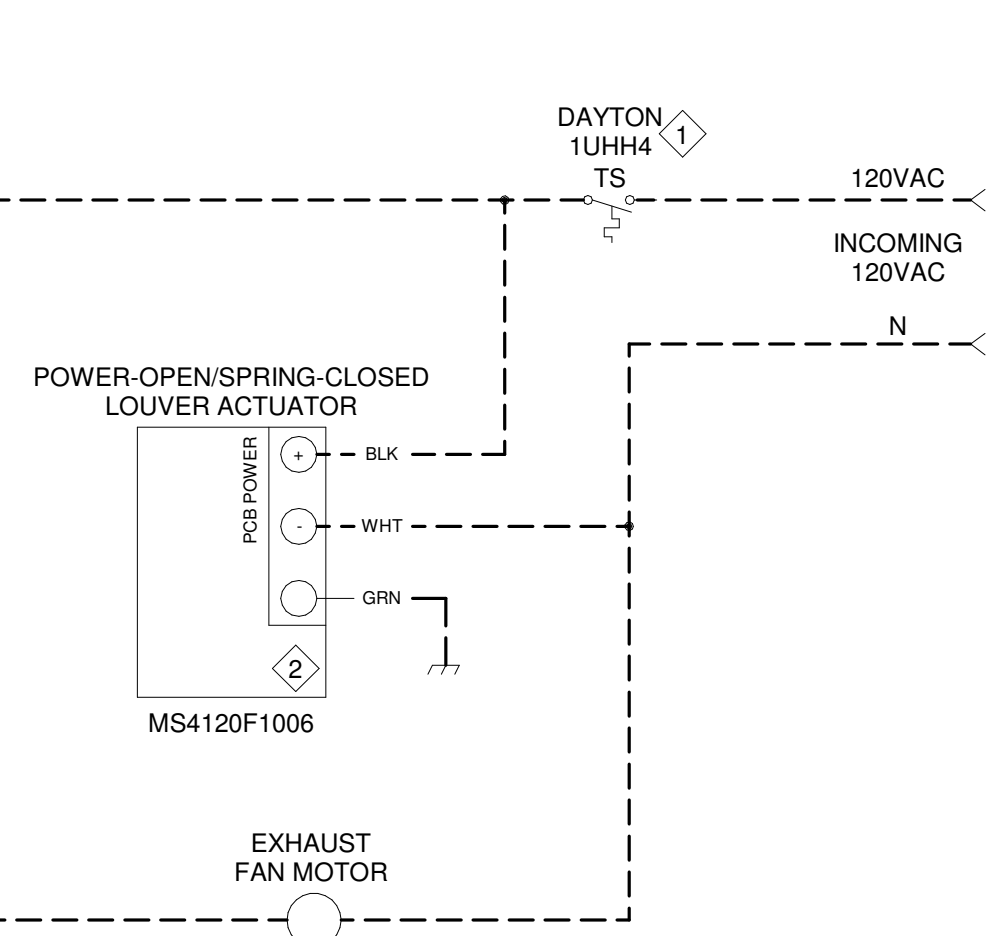 DAYTON
1UHH4
1
TS
120VAC
INCOMING
120VAC
N
POWER-OPEN/SPRING-CLOSED
LOUVER ACTUATOR
PCB POWER
+
BLK
-
WHT
GRN
2
MS4120F1006
EXHAUST
FAN MOTOR